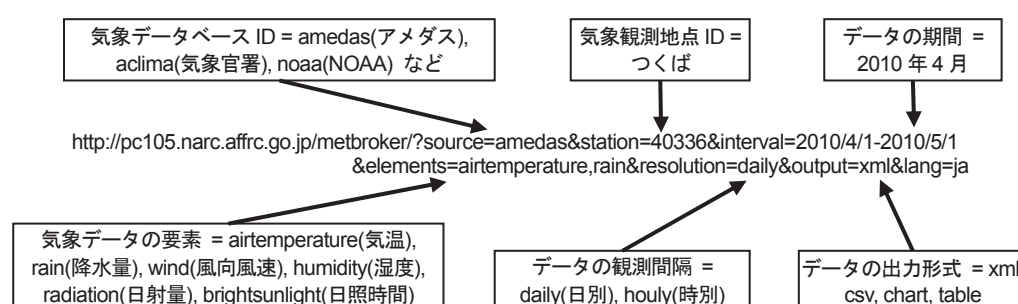 気象データベース ID = amedas(アメダス),
aclima(気象官署), noaa(NOAA) など
気象観測地点 ID =
つくば
データの期間 =
2010 年 4 月
http://pc105.narc.affrc.go.jp/metbroker/?source=amedas&station=40336&interval=2010/4/1-2010/5/1
&elements=airtemperature,rain&resolution=daily&output=xml&lang=ja
気象データの要素 = airtemperature(気温),
rain(降水量), wind(風向風速), humidity(湿度),
radiation(日射量), brightsunlight(日照時間)
データの観測間隔 =
daily(日別), houly(時別)
データの出力形式 = xml
csv, chart, table